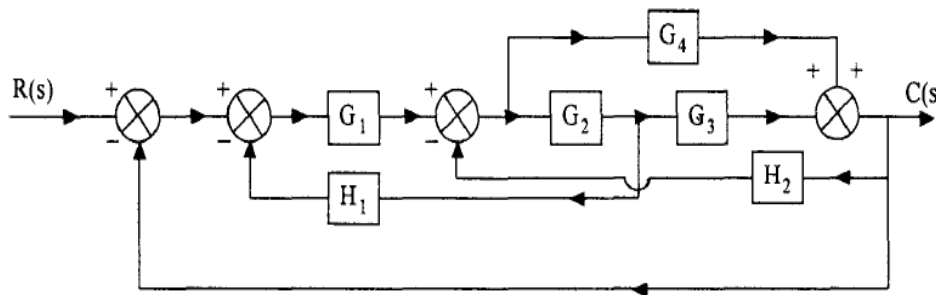 G₄
R(s)
+
−
+
−
G₁
+
−
G₂
G₃
+
+
C(s
H₁
H₂